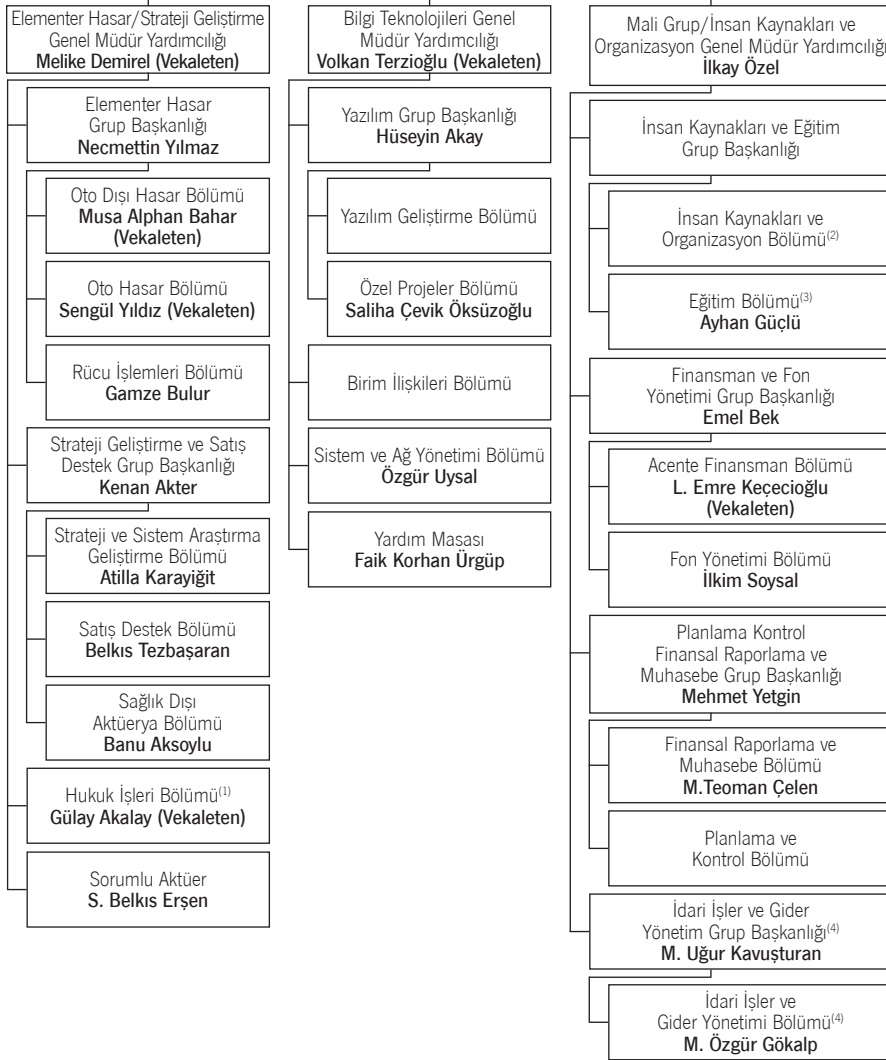 Elementer Hasar/Strateji Geliştirme
Genel Müdür Yardımcılığı
Melike Demirel (Vekaleten)
Elementer Hasar
Grup Başkanlığı
Necmettin Yılmaz
Oto Dışı Hasar Bölümü
Musa Alphan Bahar
(Vekaleten)
Oto Hasar Bölümü
Sengül Yıldız (Vekaleten)
Rücu İşlemleri Bölümü
Gamze Bulur
Strateji Geliştirme ve Satış
Destek Grup Başkanlığı
Kenan Akter
Strateji ve Sistem Araştırma
Geliştirme Bölümü
Atilla Karayiğit
Satış Destek Bölümü
Belkıs Tezbaşaran
Sağlık Dışı
Aktüerya Bölümü
Banu Aksoylu
Hukuk İşleri Bölümü(1)
Gülay Akalay (Vekaleten)
Sorumlu Aktüer
S. Belkıs Erşen
Bilgi Teknolojileri Genel
Müdür Yardımcılığı
Volkan Terzioğlu (Vekaleten)
Yazılım Grup Başkanlığı
Hüseyin Akay
Yazılım Geliştirme Bölümü
Özel Projeler Bölümü
Saliha Çevik Öksüzoğlu
Birim İlişkileri Bölümü
Sistem ve Ağ Yönetimi Bölümü
Özgür Uysal
Yardım Masası
Faik Korhan Ürgüp
Mali Grup/İnsan Kaynakları ve
Organizasyon Genel Müdür Yardımcılığı
İlkay Özel
İnsan Kaynakları ve Eğitim
Grup Başkanlığı
İnsan Kaynakları ve
Organizasyon Bölümü(2)
Eğitim Bölümü(3)
Ayhan Güçlü
Finansman ve Fon
Yönetimi Grup Başkanlığı
Emel Bek
Acente Finansman Bölümü
L. Emre Keçecioğlu
(Vekaleten)
Fon Yönetimi Bölümü
İlkim Soysal
Planlama Kontrol
Finansal Raporlama ve
Muhasebe Grup Başkanlığı
Mehmet Yetgin
Finansal Raporlama ve
Muhasebe Bölümü
M.Teoman Çelen
Planlama ve
Kontrol Bölümü
İdari İşler ve Gider
Yönetim Grup Başkanlığı(4)
M. Uğur Kavuşturan
İdari İşler ve
Gider Yönetimi Bölümü(4)
M. Özgür Gökalp